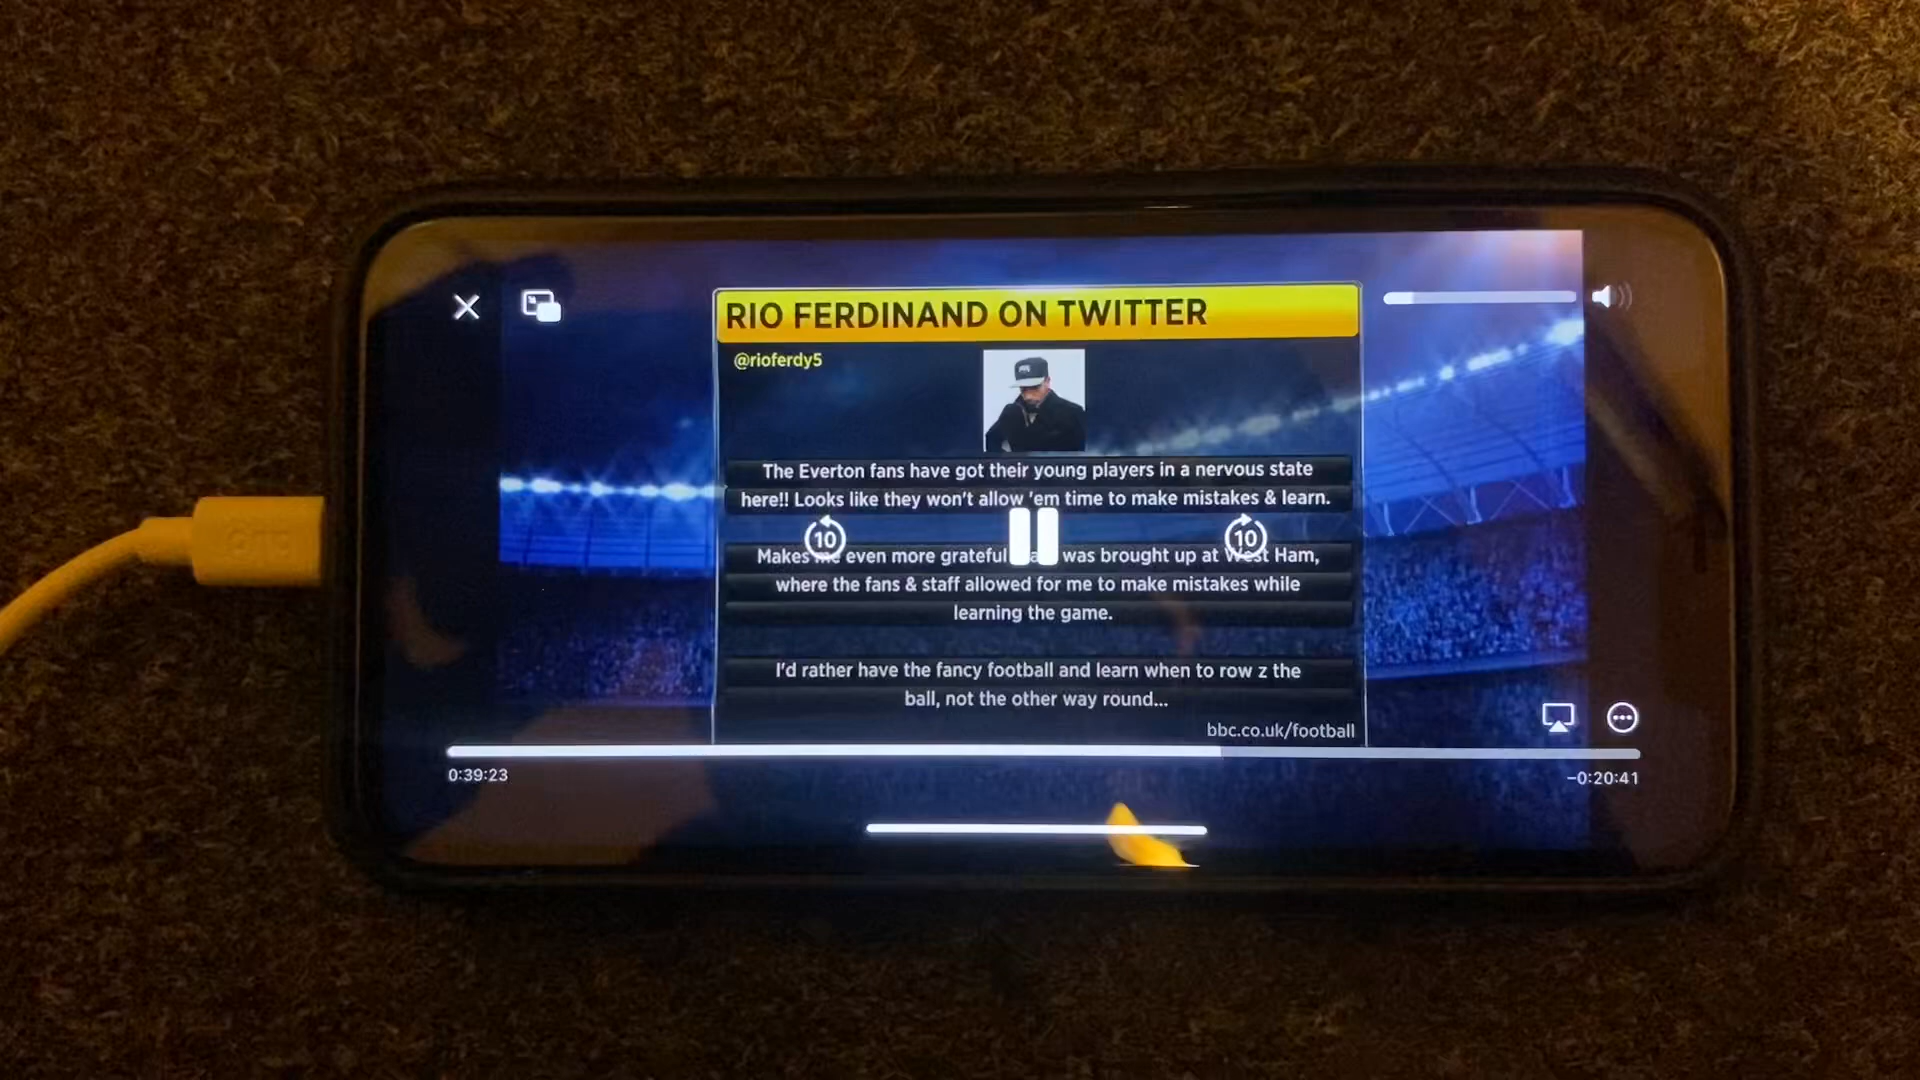 RIO FERDINAND ON TWITTER
@rioferdy5
The Everton fans have got their young players in a nervous state
here!! Looks like they won't allow 'em time to make mistakes & learn.
10
10
Makes me even more grateful was brought up at West Ham,
where the fans & staff allowed for me to make mistakes while
learning the game.
I'd rather have the fancy football and learn when to row z the
ball, not the other way round...
bbc.co.uk/football
0:39:23
−0:20:41